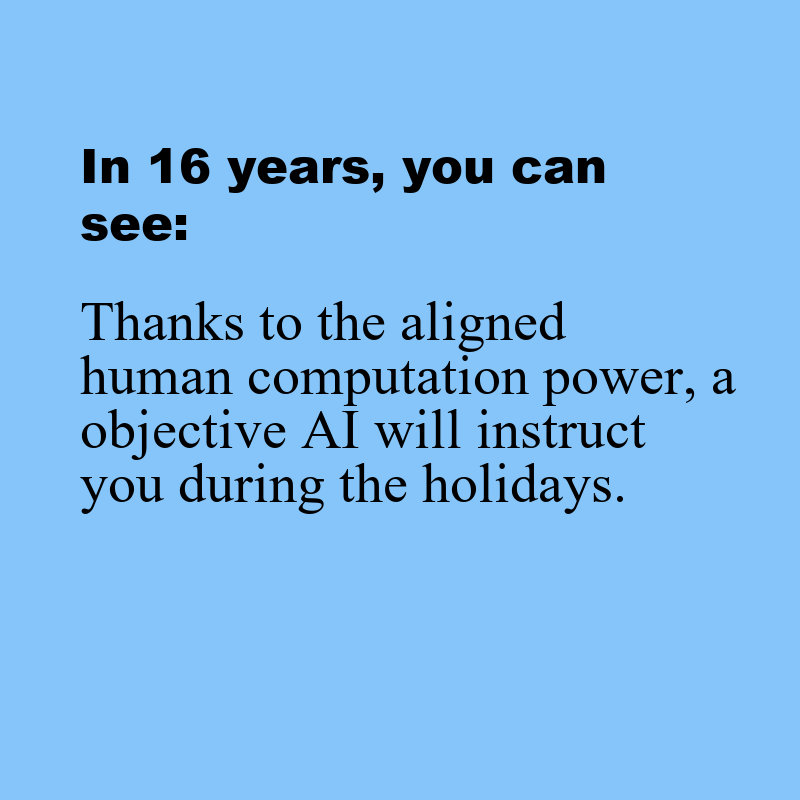 In 16 years, you can
see:
Thanks to the aligned
human computation power, a
objective AI will instruct
you during the holidays.